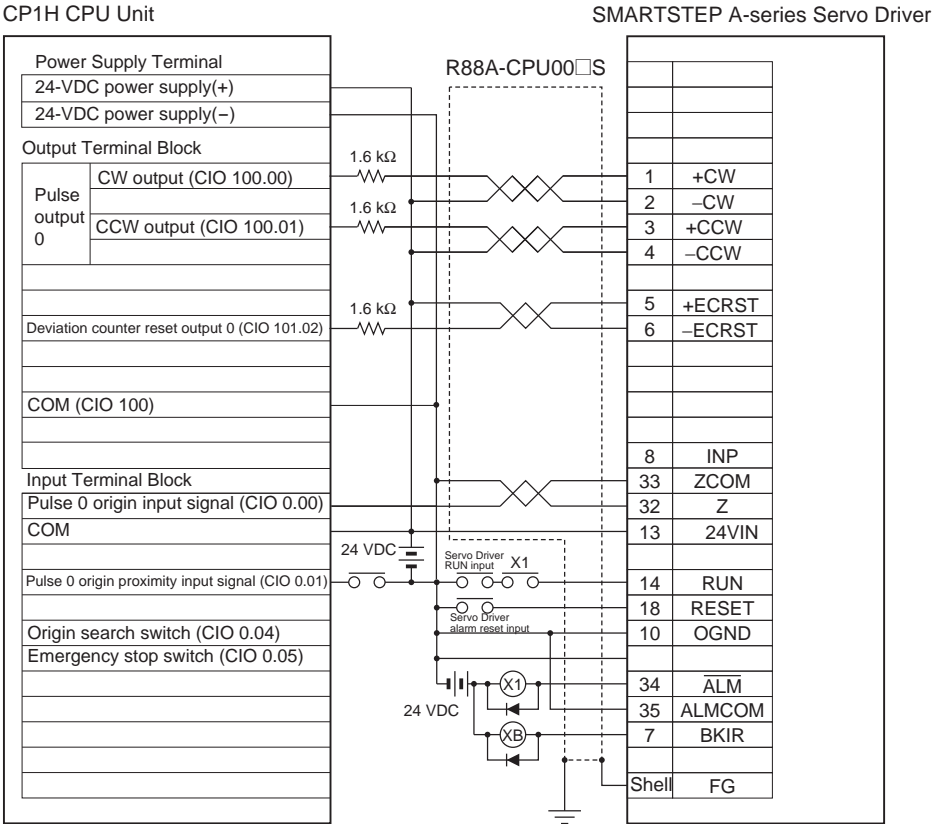 CP1H CPU Unit
SMARTSTEP A-series Servo Driver
Power Supply Terminal
24-VDC power supply(+)
24-VDC power supply(−)
R88A-CPU00□S
Output Terminal Block
Pulse output 0
CW output (CIO 100.00)
1.6 kΩ
1 +CW
2 −CW
CCW output (CIO 100.01)
1.6 kΩ
3 +CCW
4 −CCW
5 +ECRST
Deviation counter reset output 0 (CIO 101.02)
1.6 kΩ
6 −ECRST
COM (CIO 100)
8 INP
Input Terminal Block
33 ZCOM
Pulse 0 origin input signal (CIO 0.00)
32 Z
COM
13 24VIN
24 VDC
Servo Driver
RUN input
X1
Pulse 0 origin proximity input signal (CIO 0.01)
14 RUN
18 RESET
Servo Driver
alarm reset input
Origin search switch (CIO 0.04)
10 OGND
Emergency stop switch (CIO 0.05)
X1
34 ALM
24 VDC
35 ALMCOM
XB
7 BKIR
Shell FG